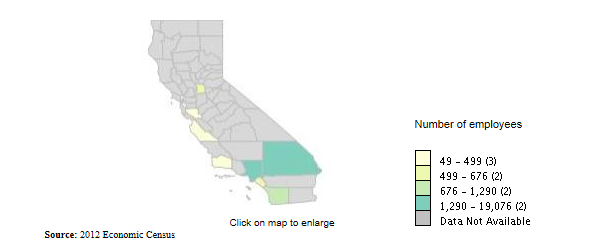 Number of employees
49 - 499 (3)
499 - 676 (2)
676 - 1,290 (2)
1,290 - 19,076 (2)
Data Not Available
Click on map to enlarge
Source: 2012 Economic Census